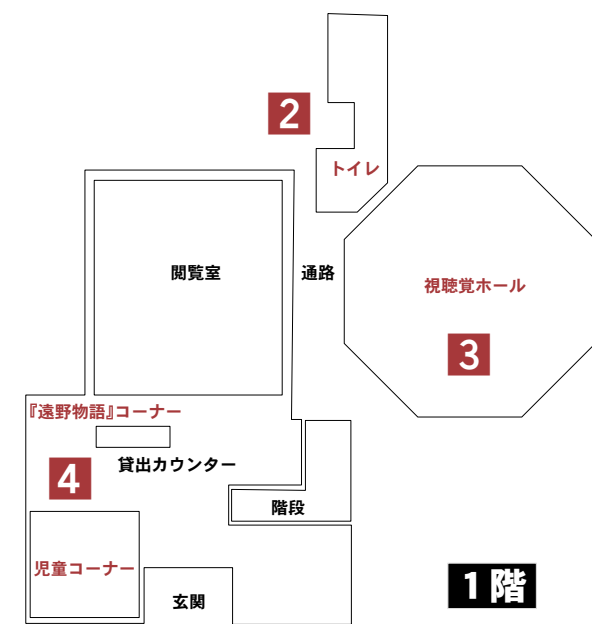 2
トイレ
閲覧室
通路
視聴覚ホール
3
『遠野物語』コーナー
貸出カウンター
4
階段
児童コーナー
玄関
1階